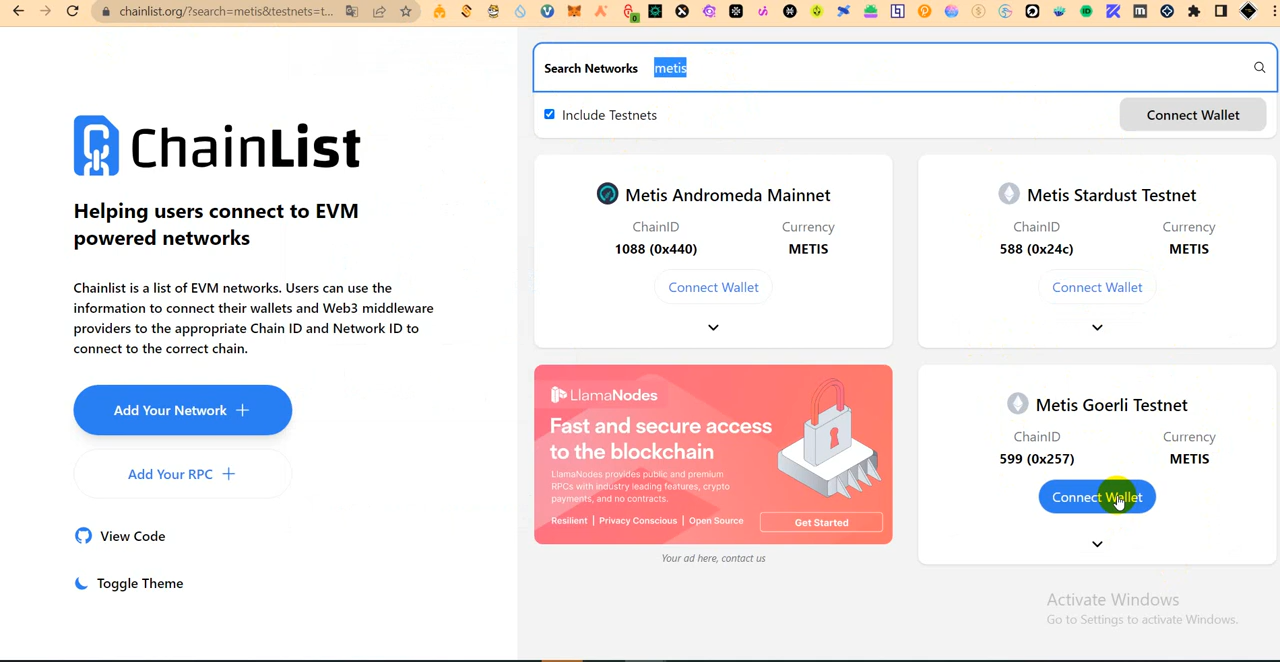 chainlist.org/?search=metis&testnets=t...
Search Networks metis
Include Testnets
Connect Wallet
ChainList
Helping users connect to EVM
powered networks
Chainlist is a list of EVM networks. Users can use the
information to connect their wallets and Web3 middleware
providers to the appropriate Chain ID and Network ID to
connect to the correct chain.
Add Your Network
Add Your RPC
View Code
Toggle Theme
Metis Andromeda Mainnet
ChainID Currency
1088 (0x440) METIS
Connect Wallet
Metis Stardust Testnet
ChainID Currency
588 (0x24c) METIS
Connect Wallet
LlamaNodes
Fast and secure access
to the blockchain
LlamaNodes provides public and premium
RPCs with industry leading features, crypto
payments, and no contracts.
Resilient | Privacy Conscious | Open Source
Get Started
Your ad here, contact us
Metis Goerli Testnet
ChainID Currency
599 (0x257) METIS
Connect Wallet
Activate Windows
Go to Settings to activate Windows.